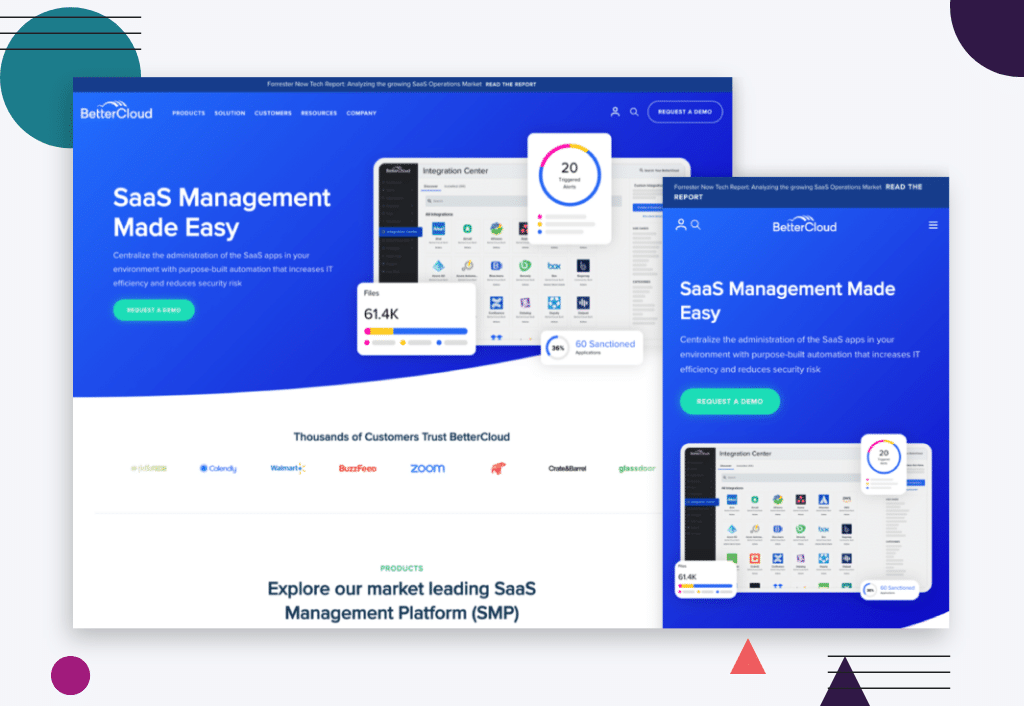 Forrester Now Tech Report: Analyzing the growing SaaS Operations Market READ THE REPORT
BetterCloud
PRODUCTS SOLUTION CUSTOMERS RESOURCES COMPANY
REQUEST A DEMO
SaaS Management
Made Easy
Centralize the administration of the SaaS apps in your
environment with purpose-built automation that increases IT
efficiency and reduces security risk
REQUEST A DEMO
Integration Center
20
Triggered
Alerts
Files
61.4K
36%
60 Sanctioned
Applications
Thousands of Customers Trust BetterCloud
Calendly
Walmart
BuzzFeed
zoom
Crate&Barrel
glassdoor
PRODUCTS
Explore our market leading SaaS
Management Platform (SMP)
Forrester Now Tech Report: Analyzing the growing SaaS Operations Market READ THE
REPORT
BetterCloud
SaaS Management Made
Easy
Centralize the administration of the SaaS apps in your
environment with purpose-built automation that increases IT
efficiency and reduces security risk
REQUEST A DEMO
Integration Center
20
Files
61.4K
60 Sanctioned